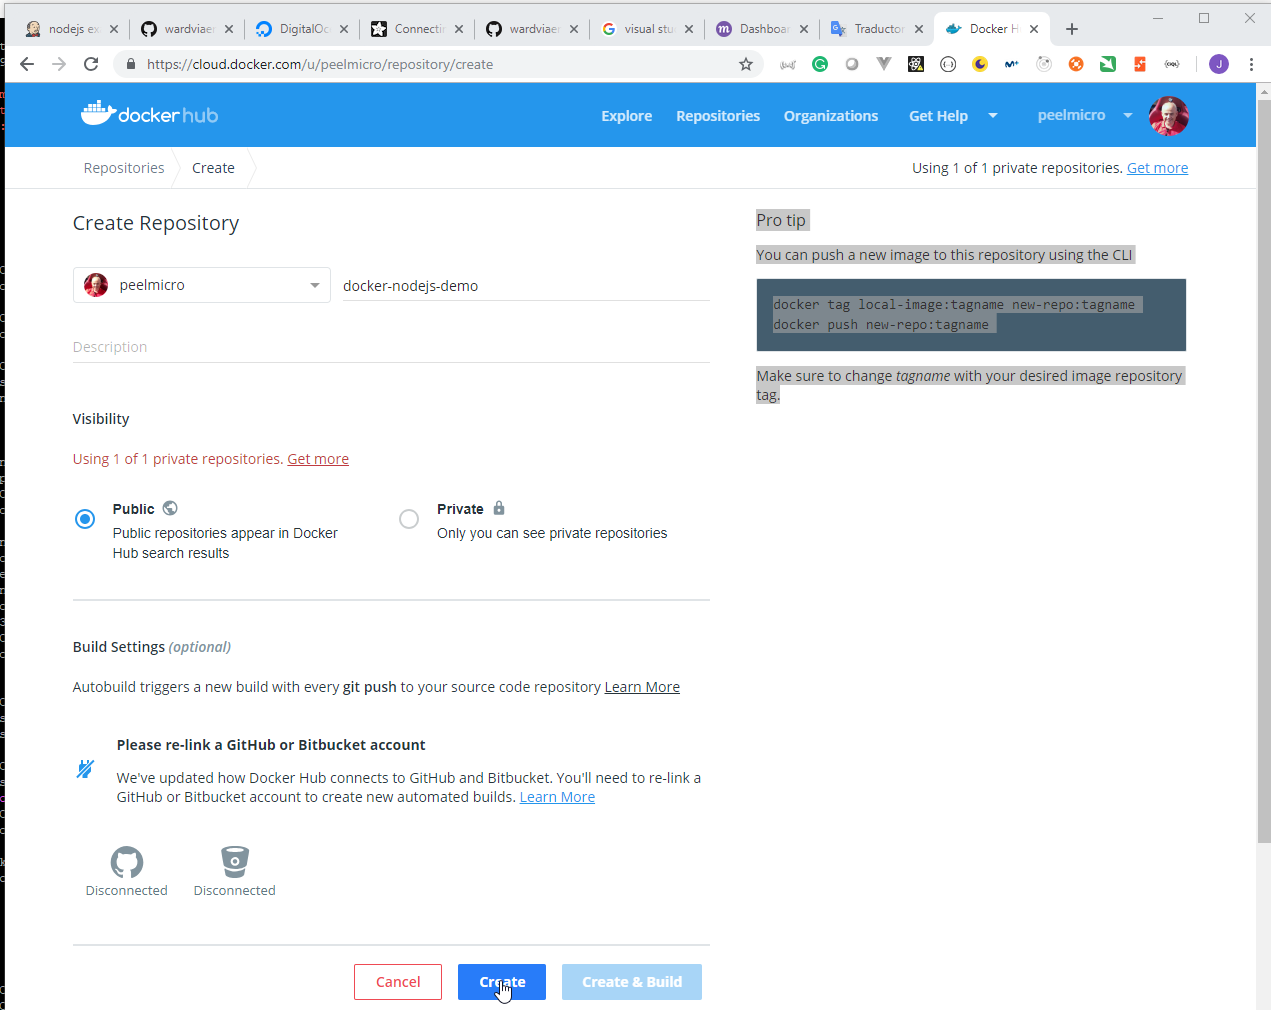 nodejs ex
wardviaer
DigitalOc
Connectin
wardviaer
visual stu
Dashboar
Traductor
Docker H
https://cloud.docker.com/u/peelmicro/repository/create
J
docker hub
Explore
Repositories
Organizations
Get Help
peelmicro
Repositories
Create
Using 1 of 1 private repositories. Get more
Create Repository
peelmicro
docker-nodejs-demo
Description
Visibility
Using 1 of 1 private repositories. Get more
Public
Public repositories appear in Docker
Hub search results
Private
Only you can see private repositories
Build Settings (optional)
Autobuild triggers a new build with every git push to your source code repository Learn More
Please re-link a GitHub or Bitbucket account
We've updated how Docker Hub connects to GitHub and Bitbucket. You'll need to re-link a
GitHub or Bitbucket account to create new automated builds. Learn More
Disconnected
Disconnected
Cancel
Create
Create & Build
Pro tip
You can push a new image to this repository using the CLI
docker tag local-image:tagname new-repo:tagname
docker push new-repo:tagname
Make sure to change tagname with your desired image repository
tag.